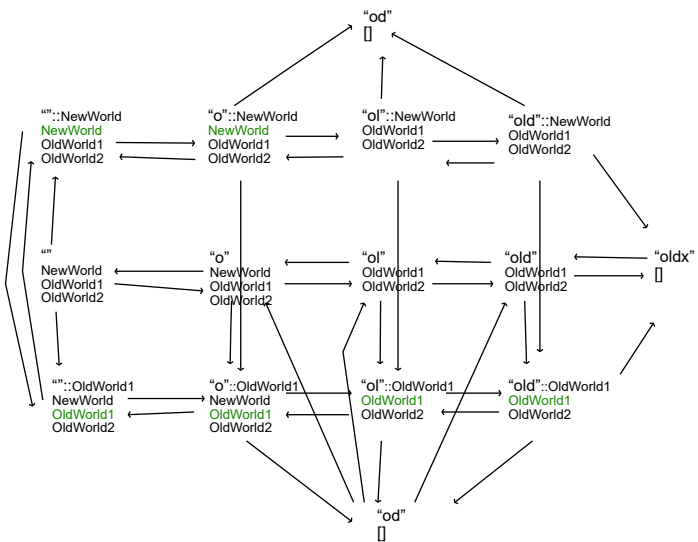 “od”
[]
“”::NewWorld
NewWorld
OldWorld1
OldWorld2
“o”::NewWorld
NewWorld
OldWorld1
OldWorld2
“ol”::NewWorld
OldWorld1
OldWorld2
“old”::NewWorld
OldWorld1
OldWorld2
“”
NewWorld
OldWorld1
OldWorld2
“o”
NewWorld
OldWorld1
OldWorld2
“ol”
OldWorld1
OldWorld2
“old”
OldWorld1
OldWorld2
“oldx”
[]
“”::OldWorld1
NewWorld
OldWorld1
OldWorld2
“o”::OldWorld1
NewWorld
OldWorld1
OldWorld2
“ol”::OldWorld1
OldWorld1
OldWorld2
“old”::OldWorld1
OldWorld1
OldWorld2
“od”
[]